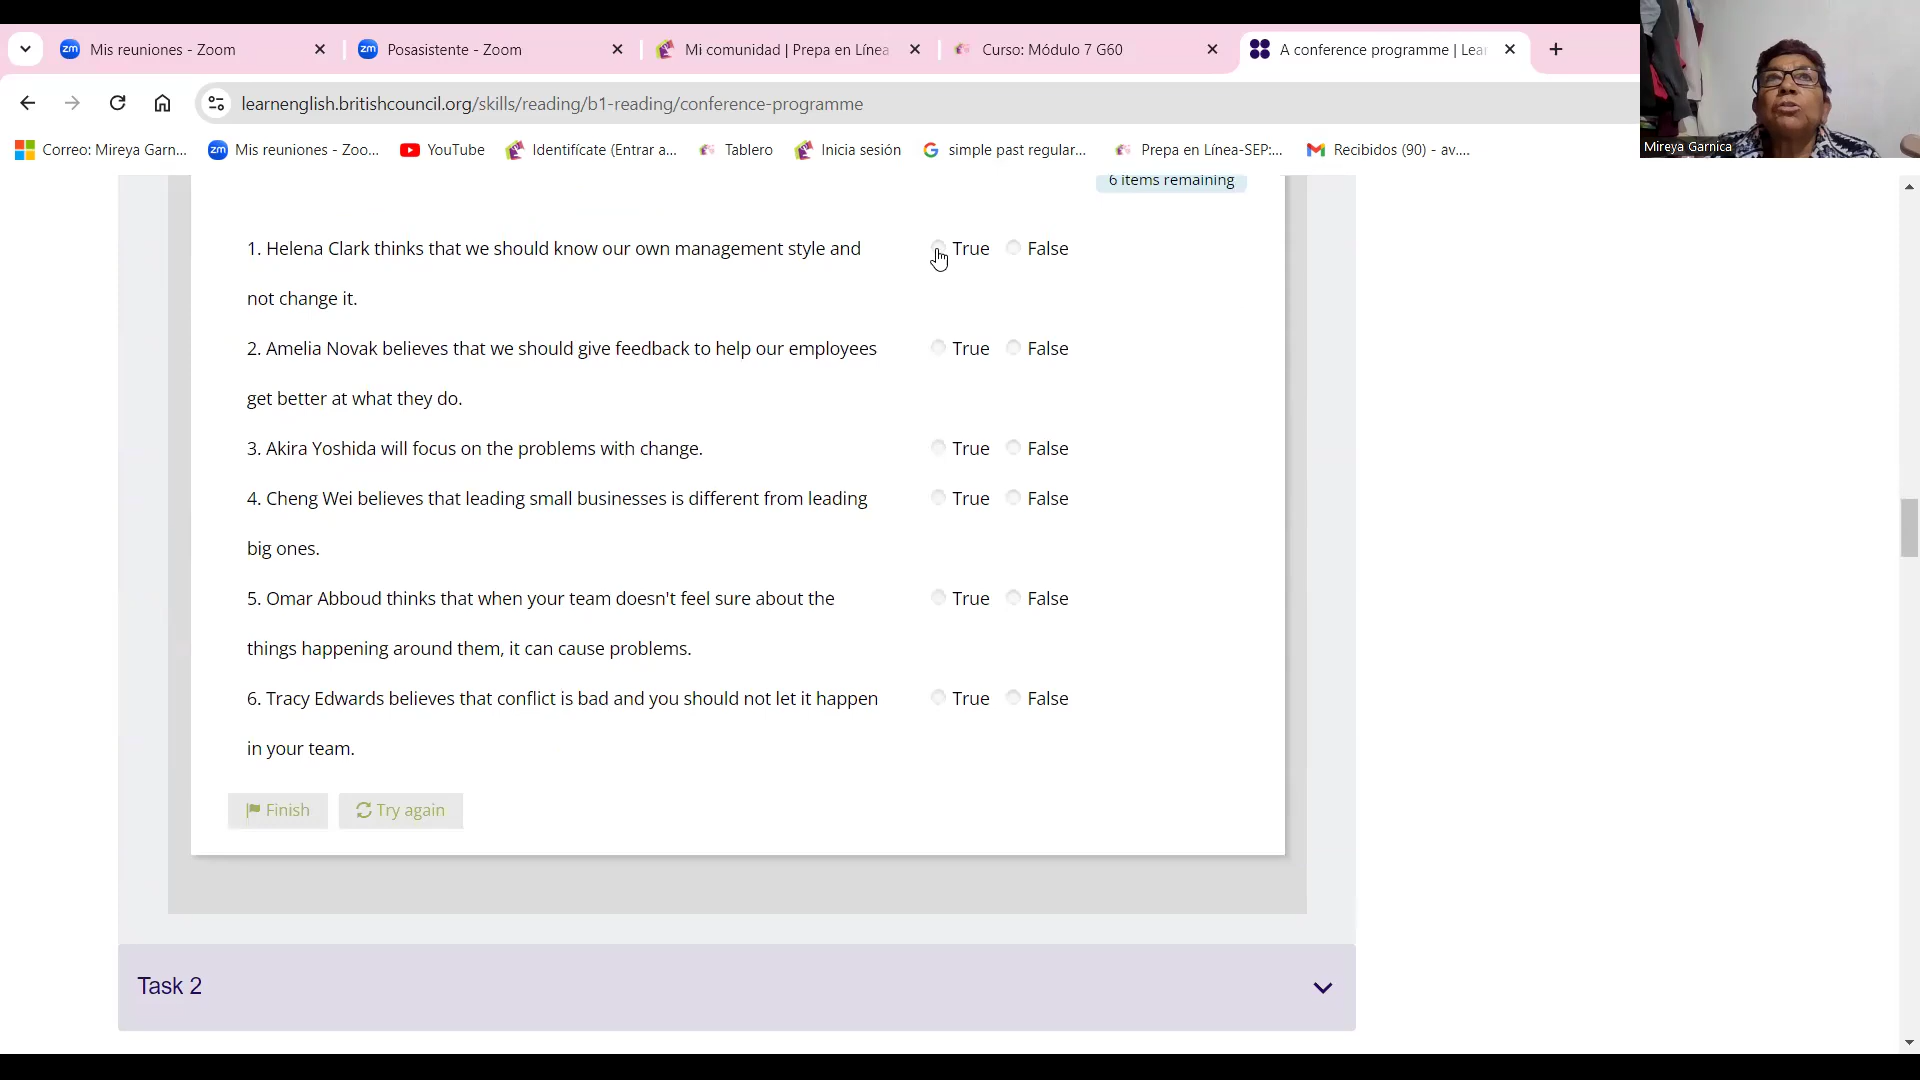 Mis reuniones - Zoom
Posasistente - Zoom
Mi comunidad | Prepa en Línea
Curso: Módulo 7 G60
A conference programme | Lea
learnenglish.britishcouncil.org/skills/reading/b1-reading/conference-programme
Correo: Mireya Garn...
Mis reuniones - Zoo...
YouTube
Identifícate (Entrar a...
Tablero
Inicia sesión
simple past regular...
Prepa en Línea-SEP:...
Recibidos (90) - av....
Mireya Garnica
6 items remaining
1. Helena Clark thinks that we should know our own management style and
not change it.
True False
2. Amelia Novak believes that we should give feedback to help our employees
get better at what they do.
True False
3. Akira Yoshida will focus on the problems with change.
True False
4. Cheng Wei believes that leading small businesses is different from leading
big ones.
True False
5. Omar Abboud thinks that when your team doesn't feel sure about the
things happening around them, it can cause problems.
True False
6. Tracy Edwards believes that conflict is bad and you should not let it happen
in your team.
True False
Finish
Try again
Task 2